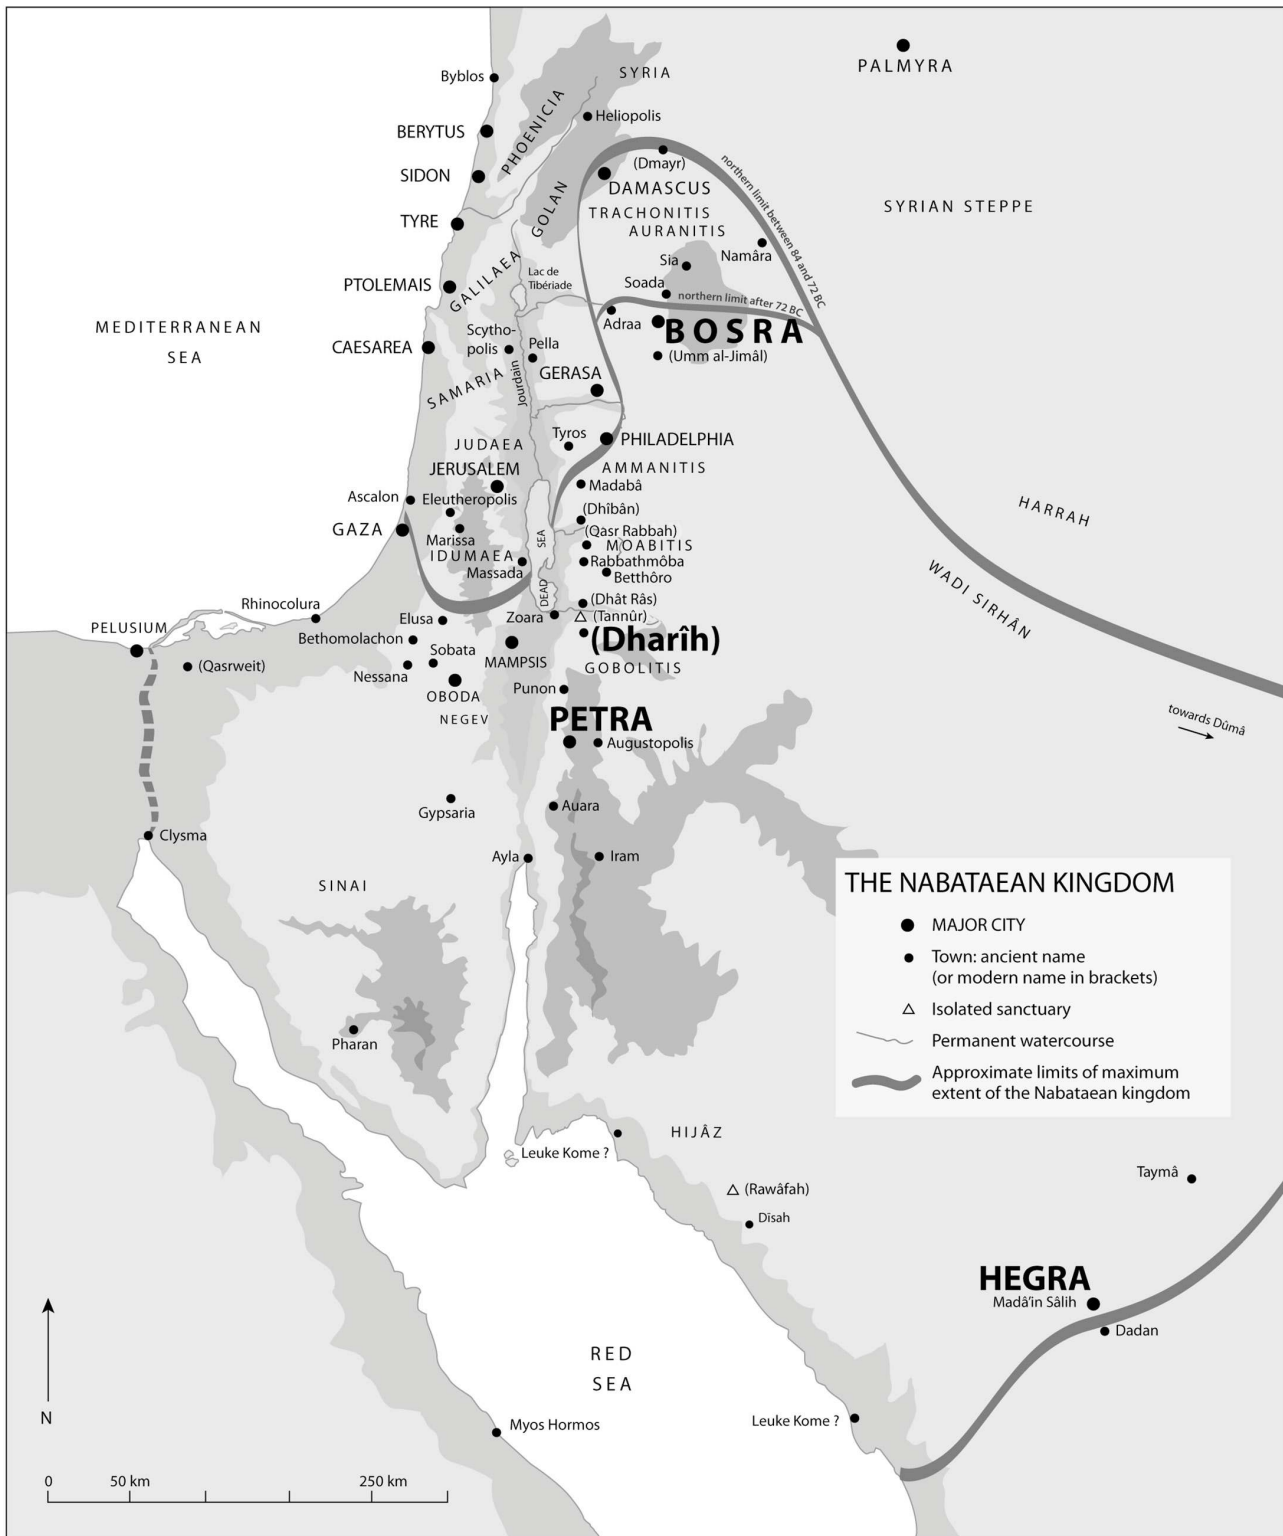 Byblos
SYRIA
PALMYRA
PHOENICIA
Heliopolis
BERYTUS
(Dmayr)
northern limit between 84 and 72 BC
SIDON
DAMASCUS
GOLAN
TRACHONITIS
SYRIAN STEPPE
TYRE
AURANITIS
Namâra
Sia
GALILAEA
Lac de
Tibériade
PTOLEMAIS
Soada
northern limit after 72 BC
MEDITERRANEAN
SEA
Adraa
BOSRA
Scytho-
polis
Pella
CAESAREA
(Umm al-Jimâl)
Jourdain
GERASA
SAMARIA
Tyros
PHILADELPHIA
JUDAEA
JERUSALEM
AMMANITIS
Madabâ
Ascalon
Eleutheropolis
(Dhîbân)
HARRAH
GAZA
(Qasr Rabbah)
Marissa
MOABITIS
IDUMAEA
Rabbathmôba
Massada
DEAD SEA
Betthôro
WADI SIRHÂN
(Dhât Râs)
Rhinocolura
Elusa
Zoara
(Tannûr)
PELUSIUM
Bethomolachon
(Dharîh)
Sobata
MAMPSIS
(Qasrweit)
Nessana
GOBOLITIS
OBODA
Punon
NEGEV
PETRA
towards Dûmâ
Augustopolis
Gypsaria
Auara
Clysma
Ayla
Iram
SINAI
THE NABATAEAN KINGDOM
MAJOR CITY
Town: ancient name
(or modern name in brackets)
Isolated sanctuary
Permanent watercourse
Approximate limits of maximum
extent of the Nabataean kingdom
Pharan
HIJÂZ
Leuke Kome ?
Taymâ
(Rawâfah)
Dīsah
HEGRA
Madâ'in Sâlih
Dadan
RED
SEA
N
Myos Hormos
Leuke Kome ?
0 50 km 250 km